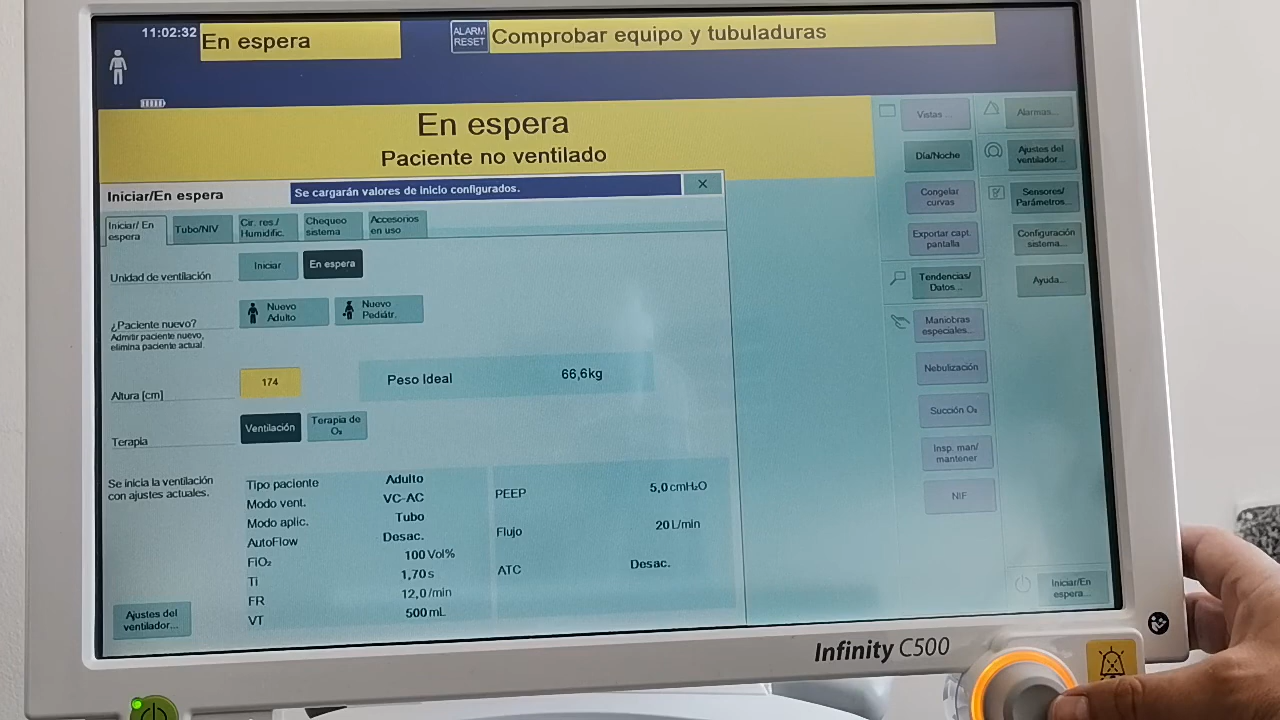 11:02:32
En espera
ALARM
RESET
Comprobar equipo y tubuladuras
En espera
Paciente no ventilado
Iniciar/En espera
Se cargarán valores de inicio configurados.
Iniciar/ En
espera
Tubo/NIV
Cir. res./
Humidific.
Chequeo
sistema
Accesorios
en uso
Unidad de ventilación
Iniciar
En espera
¿Paciente nuevo?
Admitir paciente nuevo,
elimina paciente actual.
Nuevo
Adulto
Nuevo
Pediátr.
Altura [cm]
174
Peso Ideal
66,6kg
Terapia
Ventilación
Terapia de
O₂
Se inicia la ventilación
con ajustes actuales.
Tipo paciente
Adulto
Modo vent.
VC-AC
Modo aplic.
Tubo
AutoFlow
Desac.
FiO₂
100 Vol%
Ti
1,70 s
FR
12,0 /min
VT
500 mL
PEEP
5,0 cmH₂O
Flujo
20 L/min
ATC
Desac.
Ajustes del
ventilador...
Vistas ...
Día/Noche
Congelar
curvas
Exportar capt.
pantalla
Tendencias/
Datos...
Maniobras
especiales...
Nebulización
Succión O₂
Insp. man/
mantener
NIF
Alarmas...
Ajustes del
ventilador...
Sensores/
Parámetros...
Configuración
sistema...
Ayuda...
Iniciar/En
espera...
Infinity C500